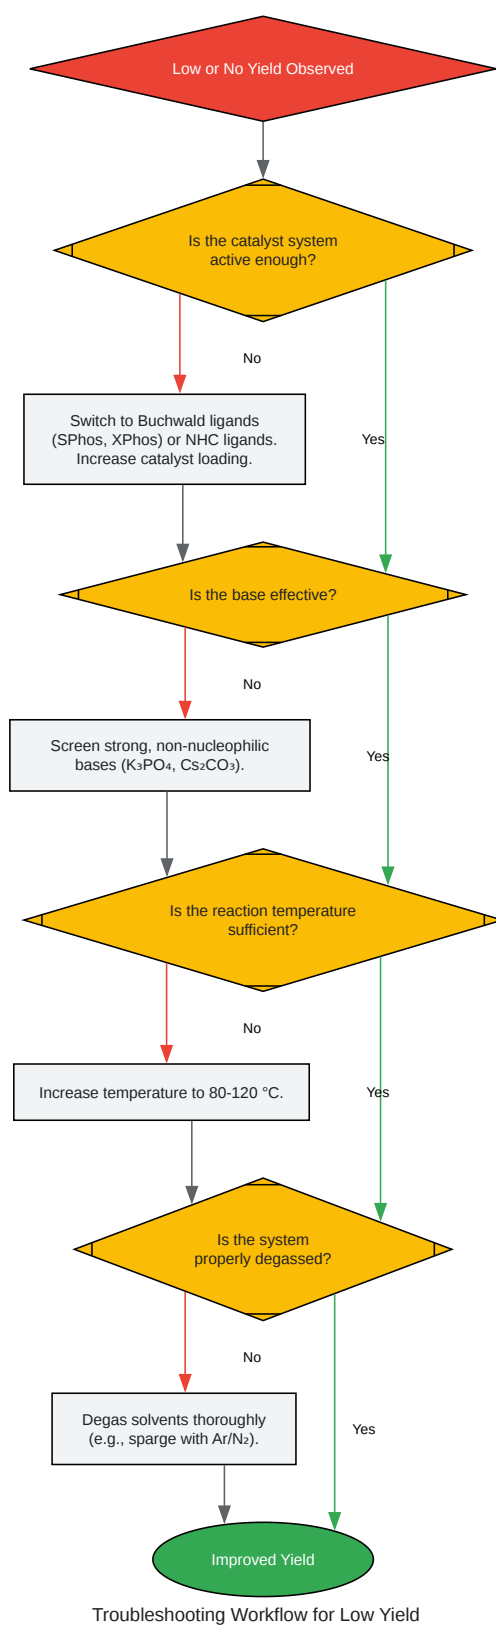 Low or No Yield Observed
Is the catalyst system
active enough?
No
Switch to Buchwald ligands
(SPhos, XPhos) or NHC ligands.
Increase catalyst loading.
Yes
Is the base effective?
No
Screen strong, non-nucleophilic
bases (K₃PO₄, Cs₂CO₃).
Yes
Is the reaction temperature
sufficient?
No
Increase temperature to 80-120 °C.
Yes
Is the system
properly degassed?
No
Degas solvents thoroughly
(e.g., sparge with Ar/N₂).
Yes
Improved Yield
Troubleshooting Workflow for Low Yield